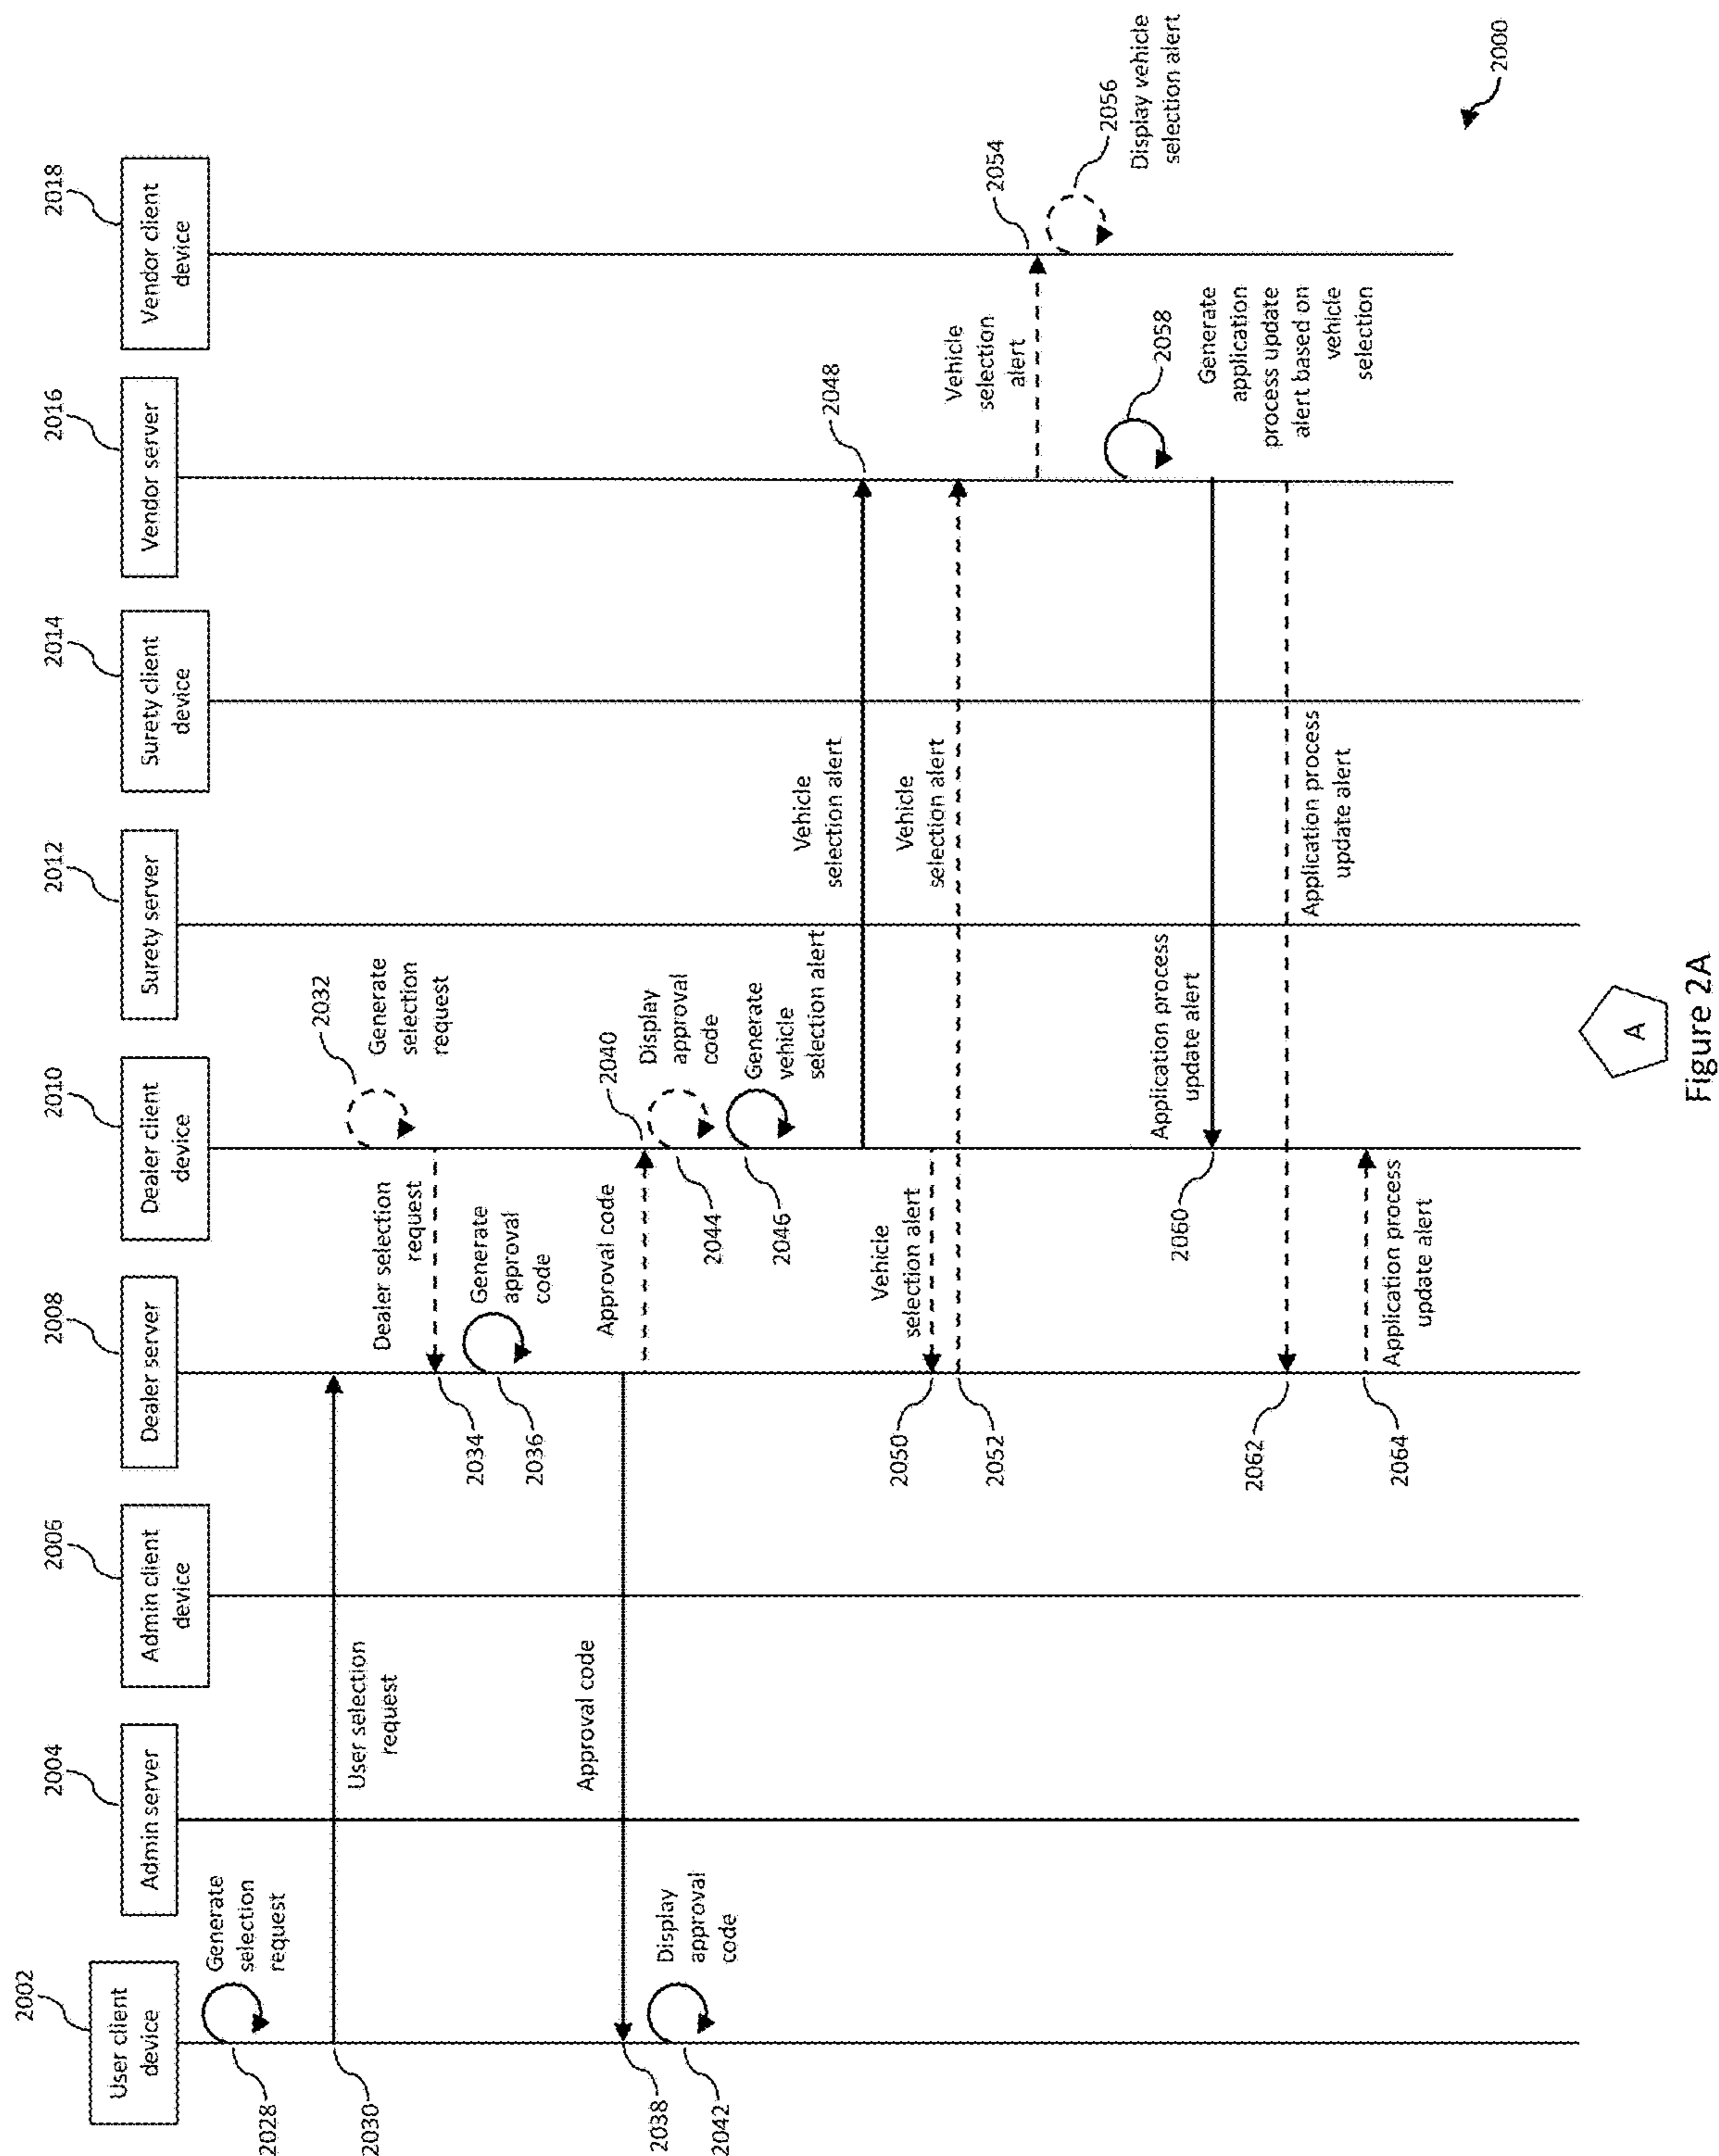 2002
2004
2006
2008
2010
2012
2014
2016
2018
User client
device
Admin server
Admin client
device
Dealer server
Dealer client
device
Surety server
Surety client
device
Vendor server
Vendor client
device
2028
Generate
selection
request
2030
User selection
request
2032
Generate
selection
request
Dealer selection
request
2034
2036
Generate
approval
code
Approval code
2038
Approval code
2040
2042
Display
approval
code
2044
Display
approval
code
2046
Generate
vehicle
selection alert
Vehicle
selection alert
2048
Vehicle
selection alert
2050
Vehicle
selection alert
2052
Vehicle
selection
alert
2054
2056
Display vehicle
selection alert
2058
Generate
application
process update
alert based on
vehicle
selection
Application process
update alert
2060
2062
Application process
update alert
2064
Application process
update alert
2000
A
Figure 2A